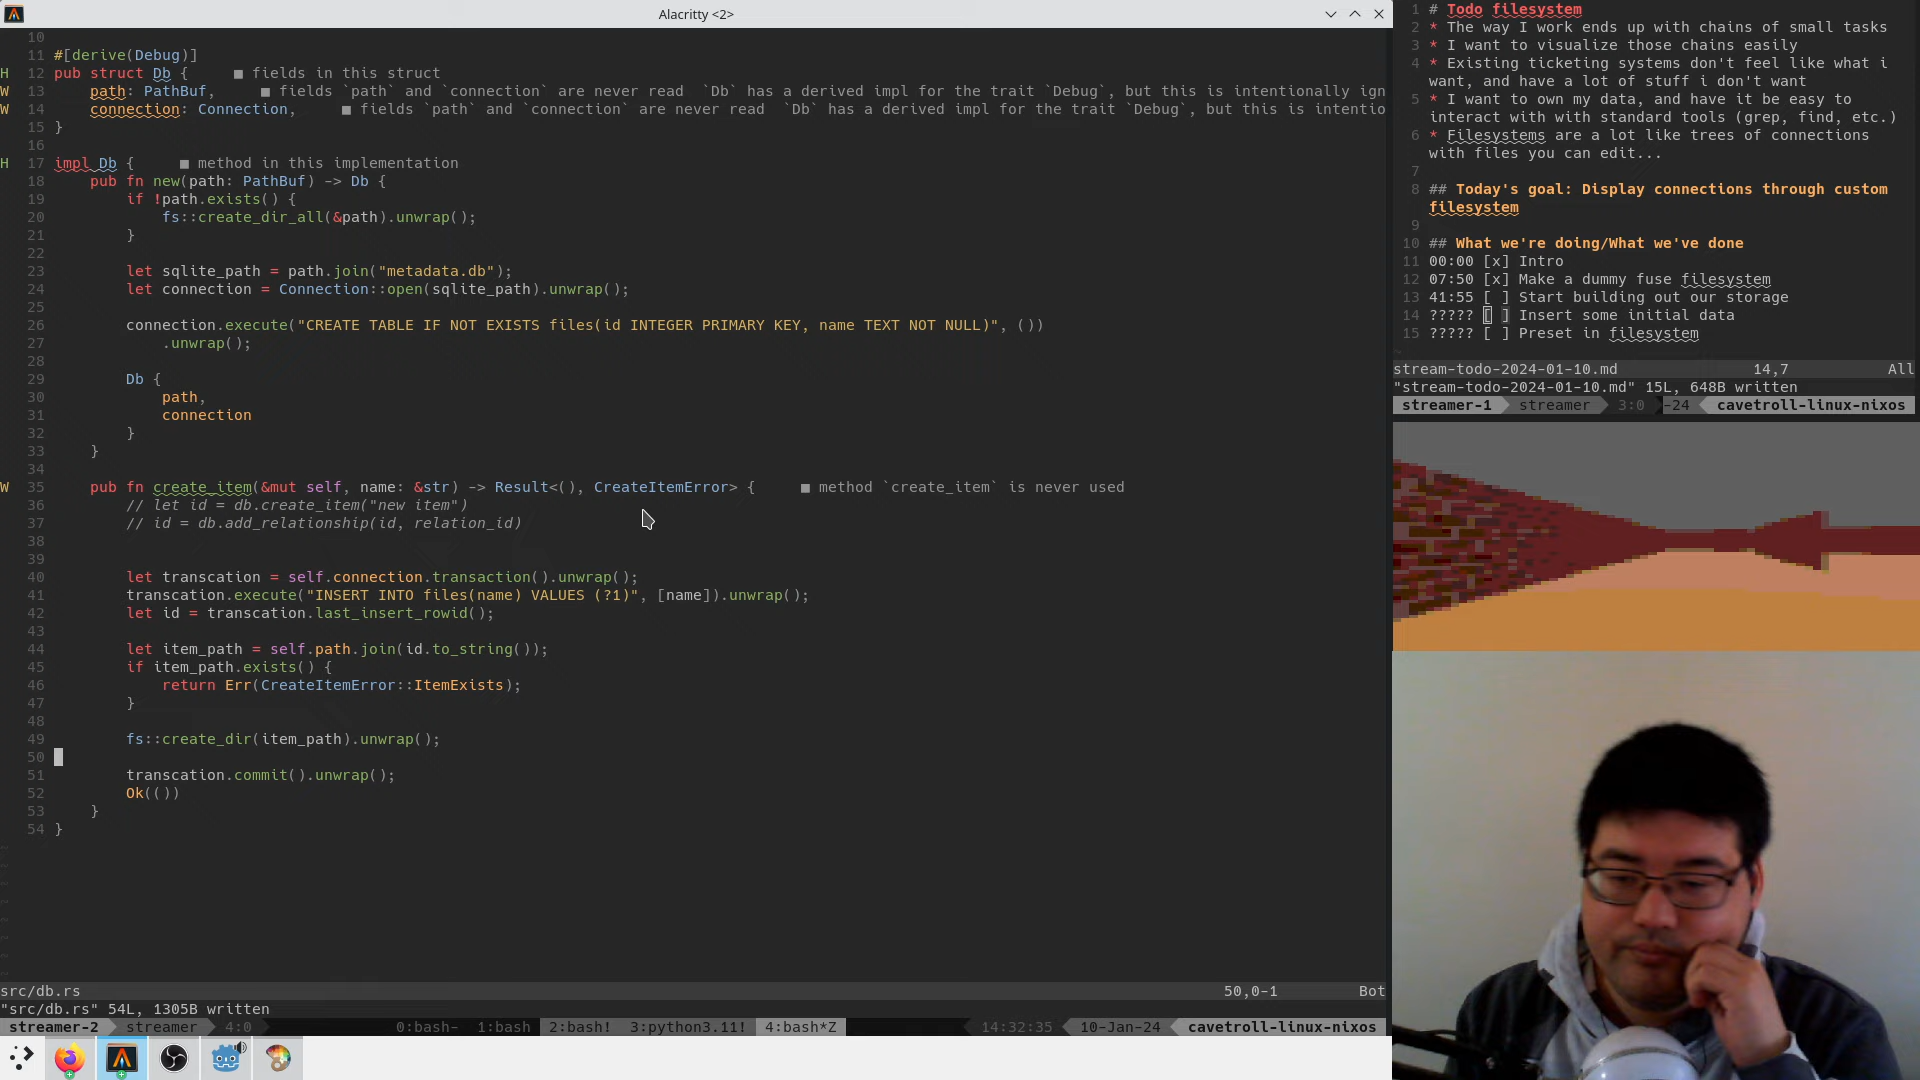 Alacritty <2>
10
11 #[derive(Debug)]
H 12 pub struct Db {     ■ fields in this struct
W 13     path: PathBuf,     ■ fields `path` and `connection` are never read  `Db` has a derived impl for the trait `Debug`, but this is intentionally ign
W 14     connection: Connection,     ■ fields `path` and `connection` are never read  `Db` has a derived impl for the trait `Debug`, but this is intentio
15 }
16
H 17 impl Db {     ■ method in this implementation
18     pub fn new(path: PathBuf) -> Db {
19         if !path.exists() {
20             fs::create_dir_all(&path).unwrap();
21         }
22
23         let sqlite_path = path.join("metadata.db");
24         let connection = Connection::open(sqlite_path).unwrap();
25
26         connection.execute("CREATE TABLE IF NOT EXISTS files(id INTEGER PRIMARY KEY, name TEXT NOT NULL)", ())
27             .unwrap();
28
29         Db {
30             path,
31             connection
32         }
33     }
34
W 35     pub fn create_item(&mut self, name: &str) -> Result<(), CreateItemError> {     ■ method `create_item` is never used
36         // let id = db.create_item("new item")
37         // id = db.add_relationship(id, relation_id)
38
39
40         let transcation = self.connection.transaction().unwrap();
41         transcation.execute("INSERT INTO files(name) VALUES (?1)", [name]).unwrap();
42         let id = transcation.last_insert_rowid();
43
44         let item_path = self.path.join(id.to_string());
45         if item_path.exists() {
46             return Err(CreateItemError::ItemExists);
47         }
48
49         fs::create_dir(item_path).unwrap();
50
51         transcation.commit().unwrap();
52         Ok(())
53     }
54 }
src/db.rs 50,0-1 Bot
"src/db.rs" 54L, 1305B written
streamer-2 streamer 4:0 0:bash- 1:bash 2:bash! 3:python3.11! 4:bash*Z 14:32:35 10-Jan-24 cavetroll-linux-nixos
1 # Todo filesystem
2 * The way I work ends up with chains of small tasks
3 * I want to visualize those chains easily
4 * Existing ticketing systems don't feel like what i
want, and have a lot of stuff i don't want
5 * I want to own my data, and have it be easy to
interact with with standard tools (grep, find, etc.)
6 * Filesystems are a lot like trees of connections
with files you can edit...
7
8 ## Today's goal: Display connections through custom
filesystem
9
10 ## What we're doing/What we've done
11 00:00 [x] Intro
12 07:50 [x] Make a dummy fuse filesystem
13 41:55 [ ] Start building out our storage
14 ????? [ ] Insert some initial data
15 ????? [ ] Preset in filesystem
stream-todo-2024-01-10.md 14,7 All
"stream-todo-2024-01-10.md" 15L, 648B written
streamer-1 streamer 3:0 -24 cavetroll-linux-nixos